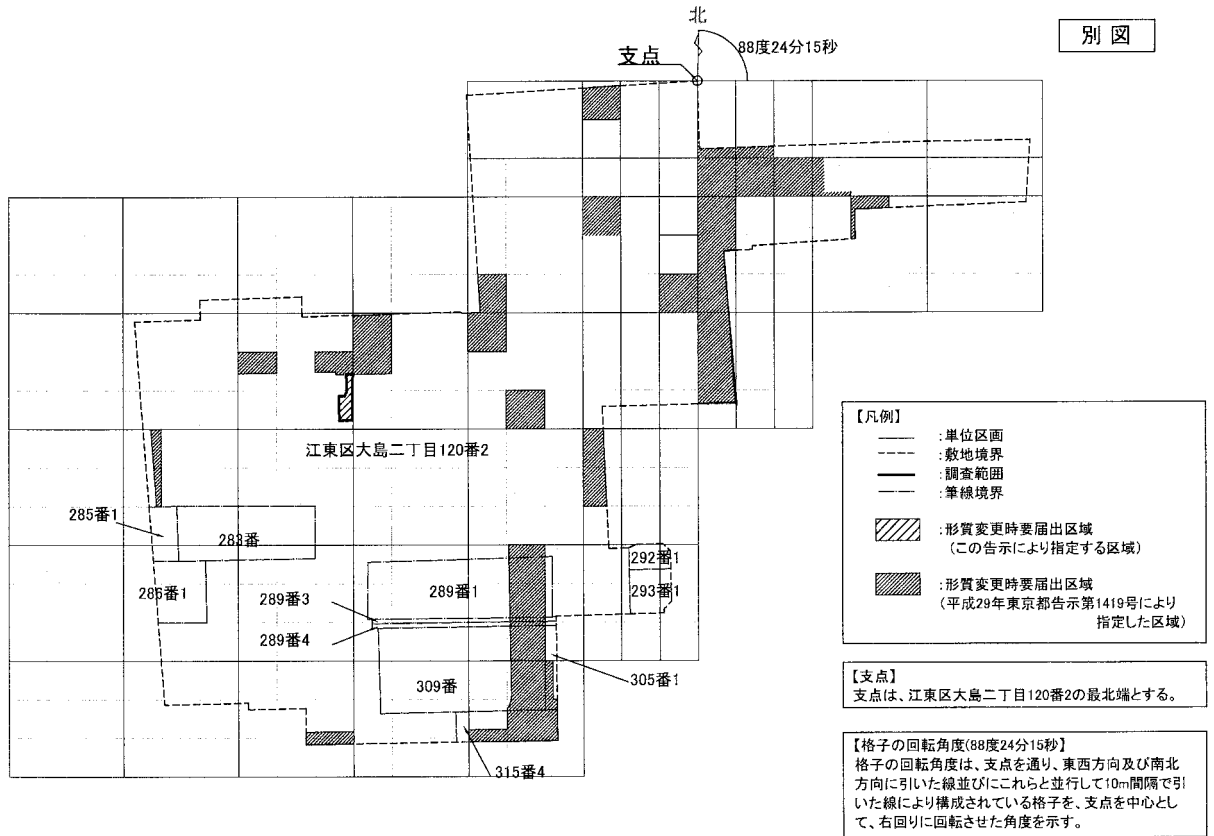 別図
北
88度24分15秒
支点
江東区大島二丁目120番2
285番1
283番
286番1
292番1
293番1
289番1
289番3
289番4
309番
305番1
315番4
【凡例】
:単位区画
:敷地境界
:調査範囲
:筆線境界
:形質変更時要届出区域
(この告示により指定する区域)
:形質変更時要届出区域
(平成29年東京都告示第1419号により
指定した区域)
【支点】
支点は、江東区大島二丁目120番2の最北端とする。
【格子の回転角度(88度24分15秒)】
格子の回転角度は、支点を通り、東西方向及び南北
方向に引いた線並びにこれらと並行して10m間隔で引
いた線により構成されている格子を、支点を中心とし
て、右回りに回転させた角度を示す。